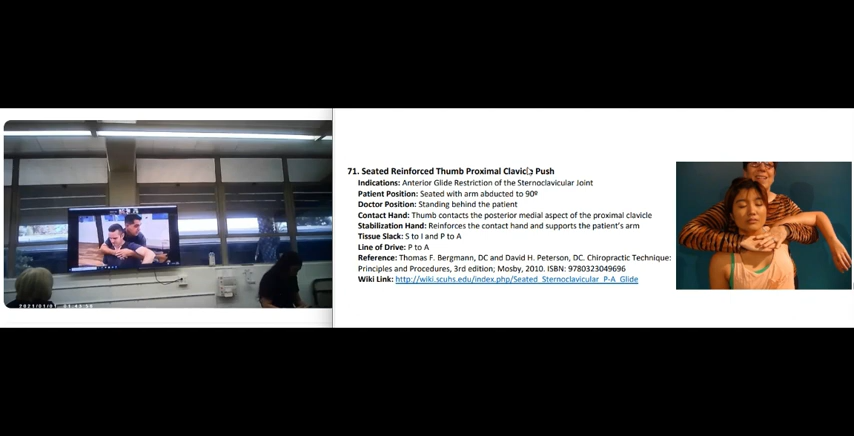 71. Seated Reinforced Thumb Proximal Clavicle Push
Indications: Anterior Glide Restriction of the Sternoclavicular Joint
Patient Position: Seated with arm abducted to 90º
Doctor Position: Standing behind the patient
Contact Hand: Thumb contacts the posterior medial aspect of the proximal clavicle
Stabilization Hand: Reinforces the contact hand and supports the patient's arm
Tissue Slack: S to I and P to A
Line of Drive: P to A
Reference: Thomas F. Bergmann, DC and David H. Peterson, DC. Chiropractic Technique:
Principles and Procedures, 3rd edition; Mosby, 2010. ISBN: 9780323049696
Wiki Link: http://wiki.scuhs.edu/index.php/Seated_Sternoclavicular_P-A_Glide